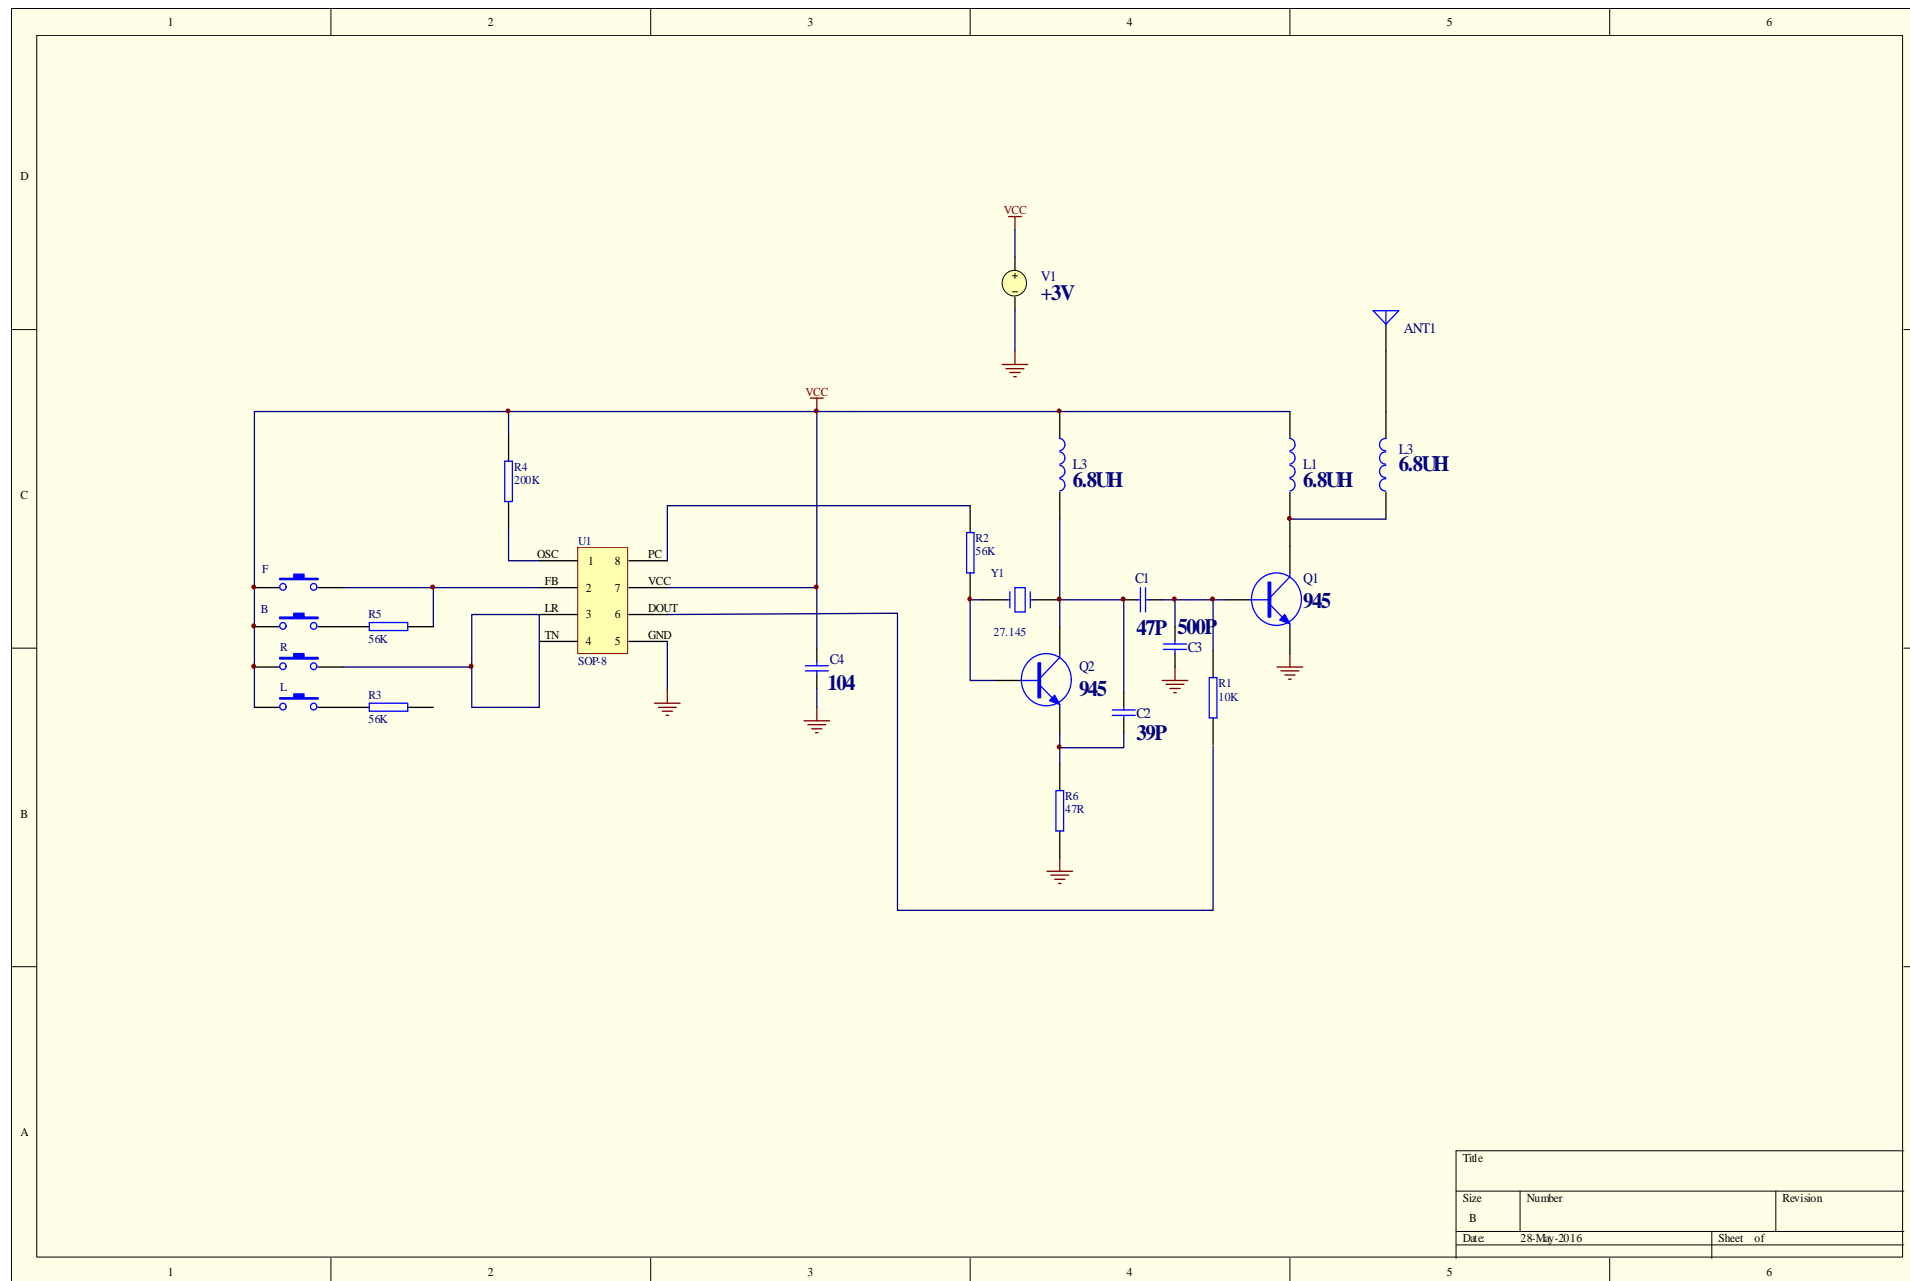 1 2 3 4 5 6
D
VCC
V1
+3V
ANT1
VCC
C
R4
200K
L3
6.8UH
L1
6.8UH
L3
6.8UH
U1
OSC 1 8 PC
FB 2 7 VCC
LR 3 6 DOUT
TN 4 5 GND
SOP-8
F
B
R5
56K
R
L
R3
56K
C4
104
R2
56K
Y1
27.145
C1
47P
500P
C3
Q1
945
Q2
945
R1
10K
C2
39P
R6
47R
B
A
Title
Size Number Revision
B
Date: 28-May-2016 Sheet of
1 2 3 4 5 6